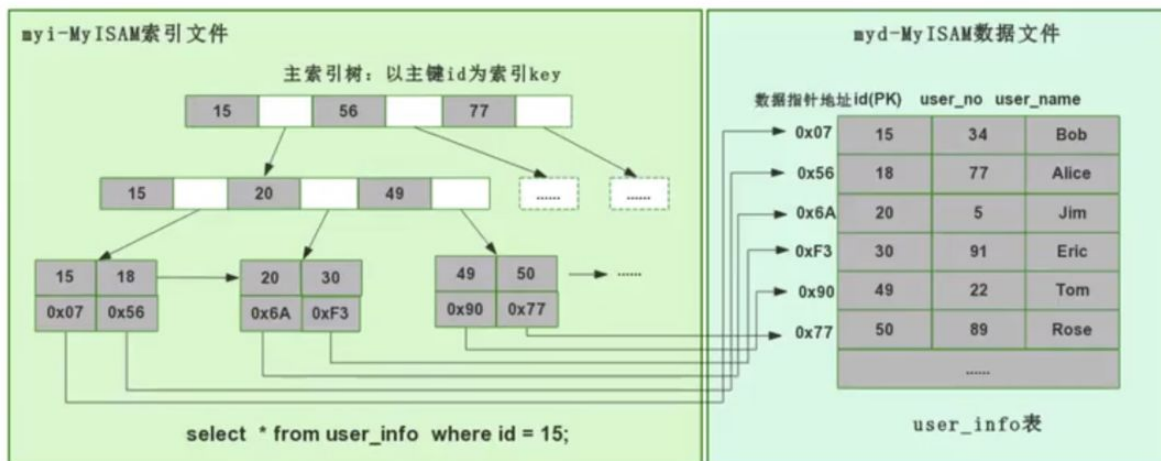 myi-MyISAM索引文件
主索引树：以主键id为索引key
15 56 77
15 20 49 …… ……
15 18 20 30 49 50 ……
0x07 0x56 0x6A 0xF3 0x90 0x77
select * from user_info where id = 15;
myd-MyISAM数据文件
数据指针地址 id(PK) user_no user_name
0x07 15 34 Bob
0x56 18 77 Alice
0x6A 20 5 Jim
0xF3 30 91 Eric
0x90 49 22 Tom
0x77 50 89 Rose
……
user_info表